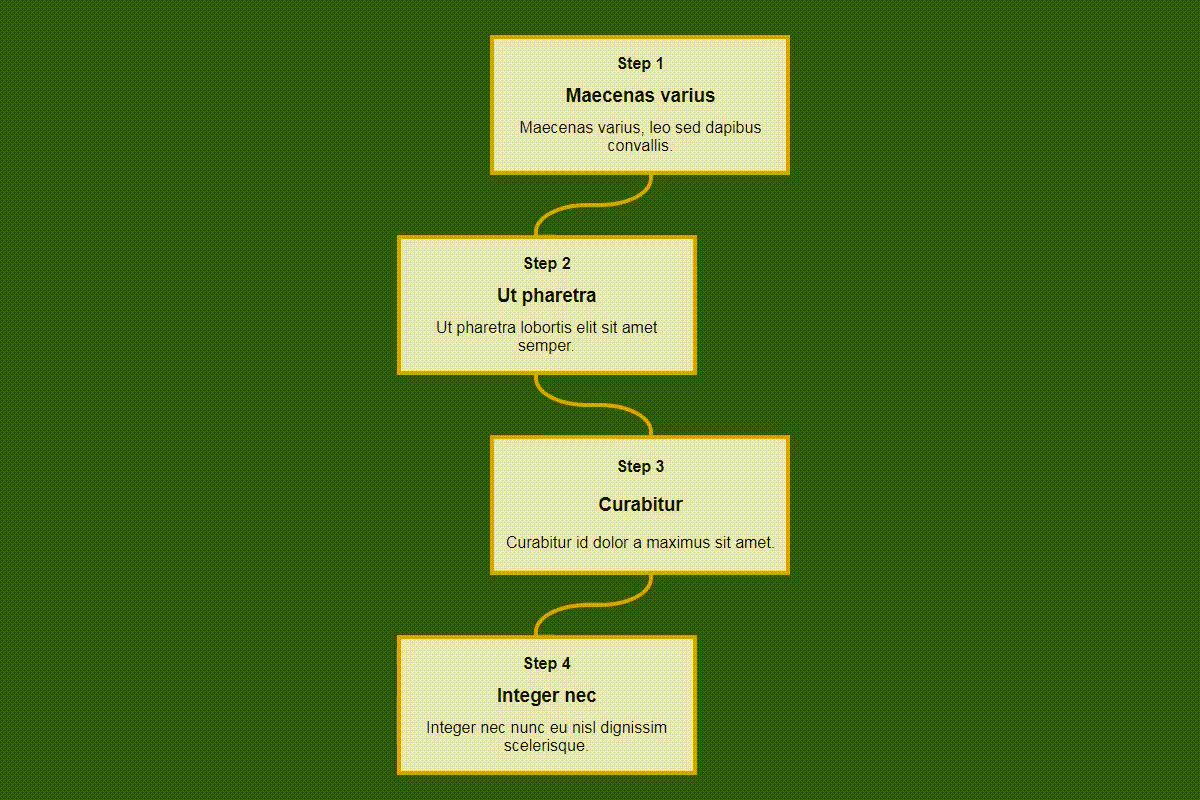 Step 1
Maecenas varius
Maecenas varius, leo sed dapibus
convallis.
Step 2
Ut pharetra
Ut pharetra lobortis elit sit amet
semper.
Step 3
Curabitur
Curabitur id dolor a maximus sit amet.
Step 4
Integer nec
Integer nec nunc eu nisl dignissim
scelerisque.